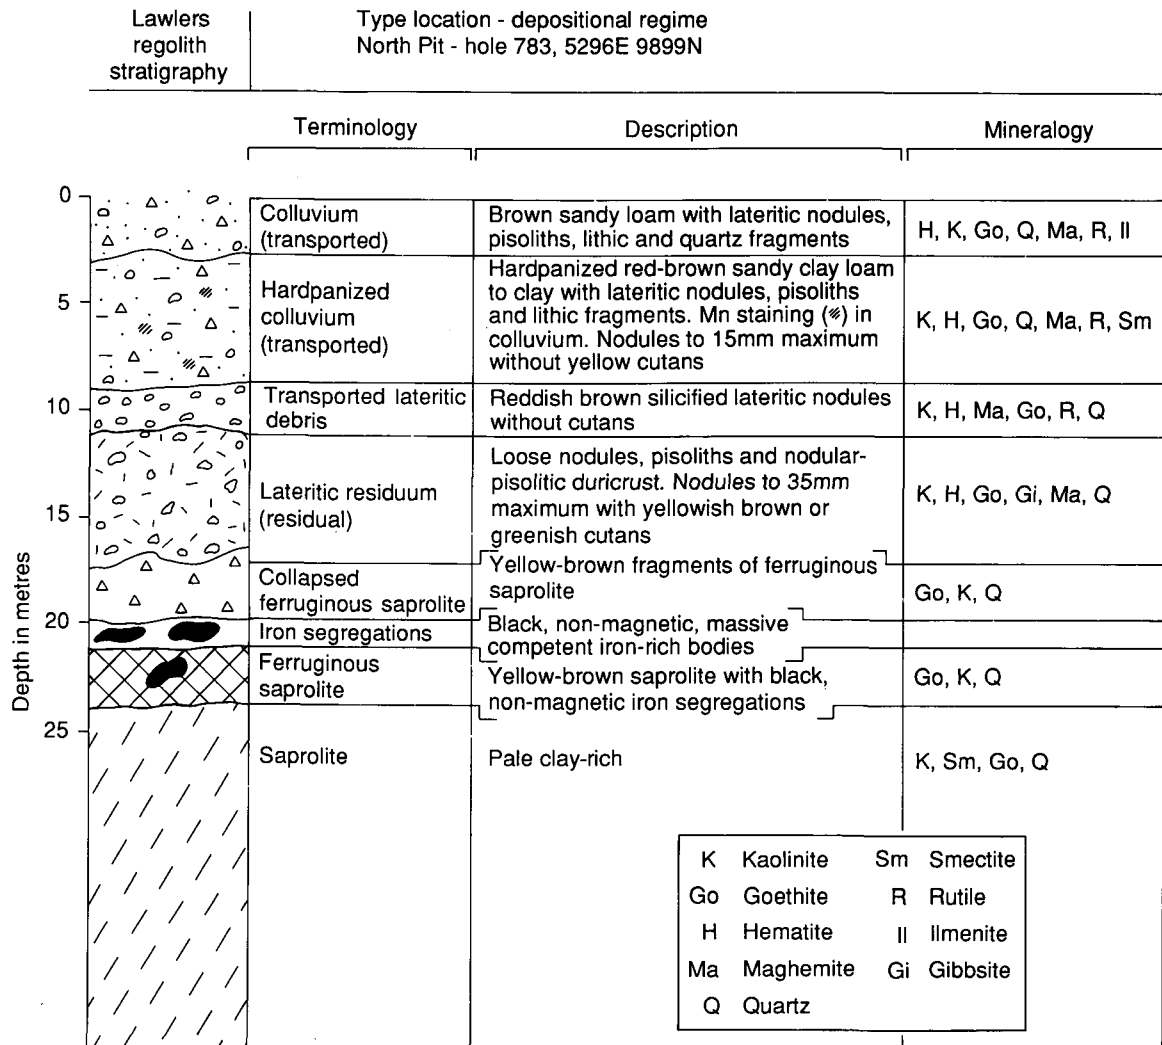 Lawlers
regolith
stratigraphy
Type location - depositional regime
North Pit - hole 783, 5296E 9899N
Terminology
Description
Mineralogy
Depth in metres
0
5
10
15
20
25
Colluvium
(transported)
Brown sandy loam with lateritic nodules,
pisoliths, lithic and quartz fragments
H, K, Go, Q, Ma, R, Il
Hardpanized
colluvium
(transported)
Hardpanized red-brown sandy clay loam
to clay with lateritic nodules, pisoliths
and lithic fragments. Mn staining () in
colluvium. Nodules to 15mm maximum
without yellow cutans
K, H, Go, Q, Ma, R, Sm
Transported lateritic
debris
Reddish brown silicified lateritic nodules
without cutans
K, H, Ma, Go, R, Q
Lateritic residuum
(residual)
Loose nodules, pisoliths and nodular-
pisolitic duricrust. Nodules to 35mm
maximum with yellowish brown or
greenish cutans
K, H, Go, Gi, Ma, Q
Collapsed
ferruginous saprolite
Yellow-brown fragments of ferruginous
saprolite
Go, K, Q
Iron segregations
Black, non-magnetic, massive
competent iron-rich bodies
Ferruginous
saprolite
Yellow-brown saprolite with black,
non-magnetic iron segregations
Go, K, Q
Saprolite
Pale clay-rich
K, Sm, Go, Q
K Kaolinite Sm Smectite
Go Goethite R Rutile
H Hematite Il Ilmenite
Ma Maghemite Gi Gibbsite
Q Quartz